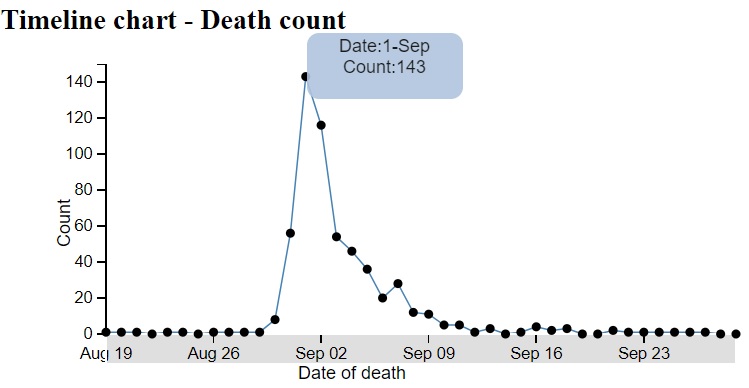 Timeline chart - Death count
Date:1-Sep
Count:143
140
120
100
80
60
40
20
0
Count
Aug 19 Aug 26 Sep 02 Sep 09 Sep 16 Sep 23
Date of death